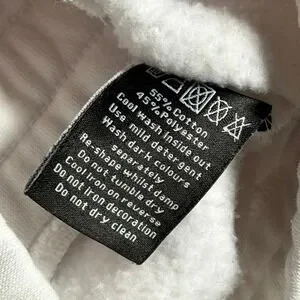 55% Cotton
45% Polyester
Cool wash inside out
Use mild detergent
Wash dark colours
separately
Re-shape whilst damp
Do not tumble dry
Cool iron on reverse
Do not iron decoration
Do not dry clean